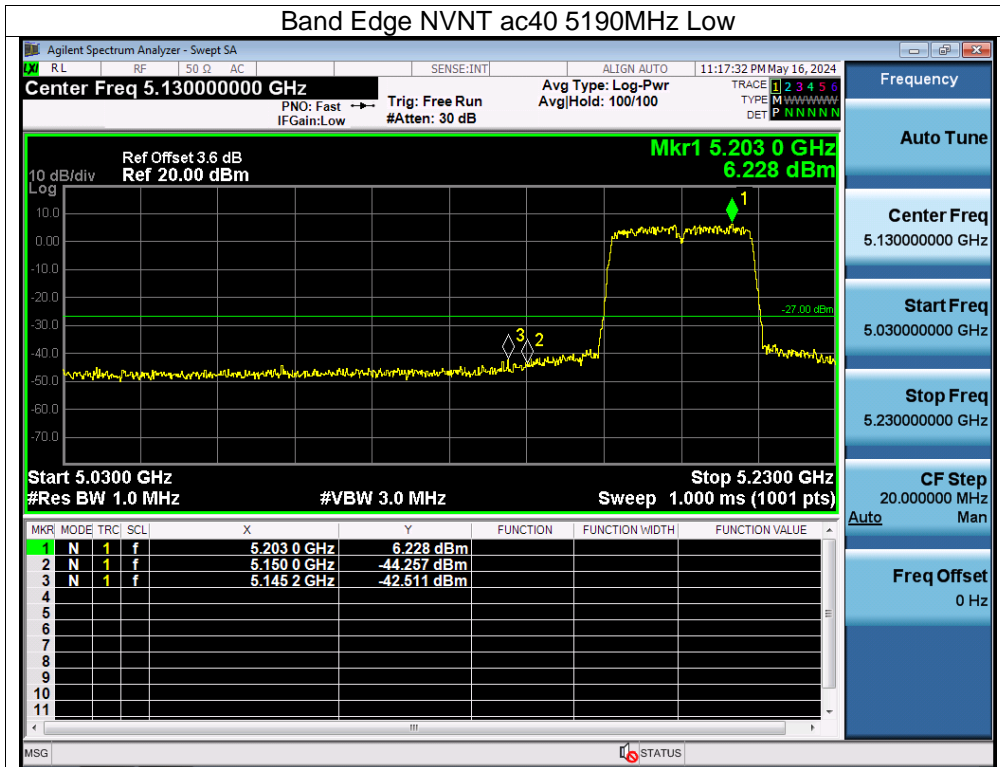 Band Edge NVNT ac40 5190MHz Low
Agilent Spectrum Analyzer - Swept SA
LXI RL RF 50 Ω AC SENSE:INT ALIGN AUTO 11:17:32 PM May 16, 2024
Center Freq 5.130000000 GHz
PNO: Fast
IFGain:Low
Trig: Free Run
#Atten: 30 dB
Avg Type: Log-Pwr
Avg|Hold: 100/100
TRACE 1 2 3 4 5 6
TYPE M WWWWW
DET P N N N N N
Mkr1 5.203 0 GHz
6.228 dBm
Ref Offset 3.6 dB
Ref 20.00 dBm
10 dB/div
Log
10.0
0.00
-10.0
-20.0
-30.0
-40.0
-50.0
-60.0
-70.0
1
-27.00 dBm
3
2
Start 5.0300 GHz
Stop 5.2300 GHz
#Res BW 1.0 MHz
#VBW 3.0 MHz
Sweep 1.000 ms (1001 pts)
MKR MODE TRC SCL X Y FUNCTION FUNCTION WIDTH FUNCTION VALUE
1 N 1 f 5.203 0 GHz 6.228 dBm
2 N 1 f 5.150 0 GHz -44.257 dBm
3 N 1 f 5.145 2 GHz -42.511 dBm
4
5
6
7
8
9
10
11
MSG
STATUS
Frequency
Auto Tune
Center Freq
5.130000000 GHz
Start Freq
5.030000000 GHz
Stop Freq
5.230000000 GHz
CF Step
20.000000 MHz
Auto Man
Freq Offset
0 Hz